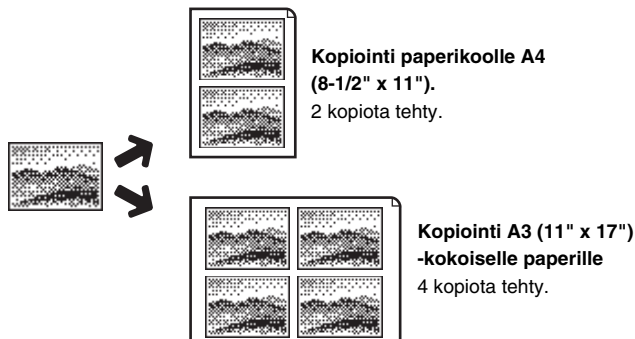 Kopiointi paperikoolle A4
(8-1/2" x 11").
2 kopiota tehty.
Kopiointi A3 (11" x 17")
-kokoiselle paperille
4 kopiota tehty.